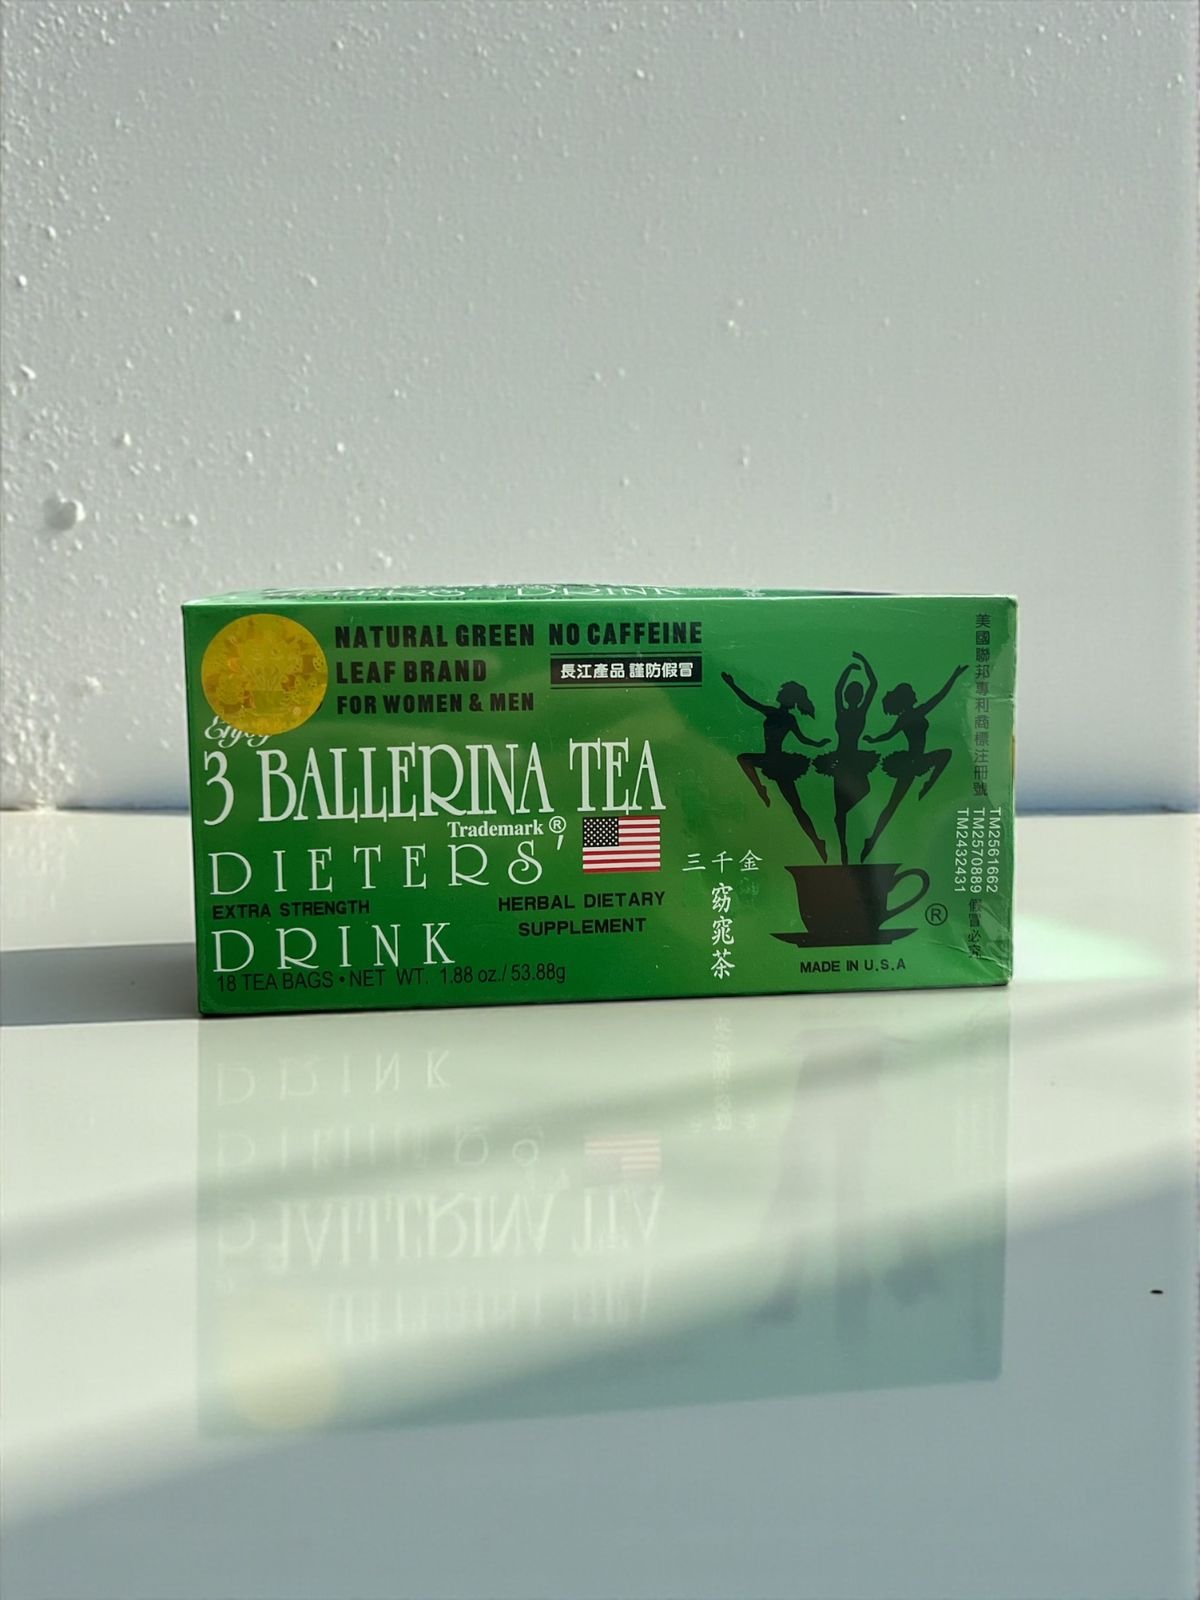 NATURAL GREEN NO CAFFEINE
LEAF BRAND
長江產品 謹防假冒
FOR WOMEN & MEN
Enjoy
3 BALLERINA TEA
Trademark ®
DIETERS'
EXTRA STRENGTH
DRINK
HERBAL DIETARY
SUPPLEMENT
18 TEA BAGS • NET WT. 1.88 oz./ 53.88g
三千金
窈窕茶
®
MADE IN U.S.A
美國聯邦專利商標注冊號
TM2561662
TM2570889
TM2432431
假冒必究
DRINK